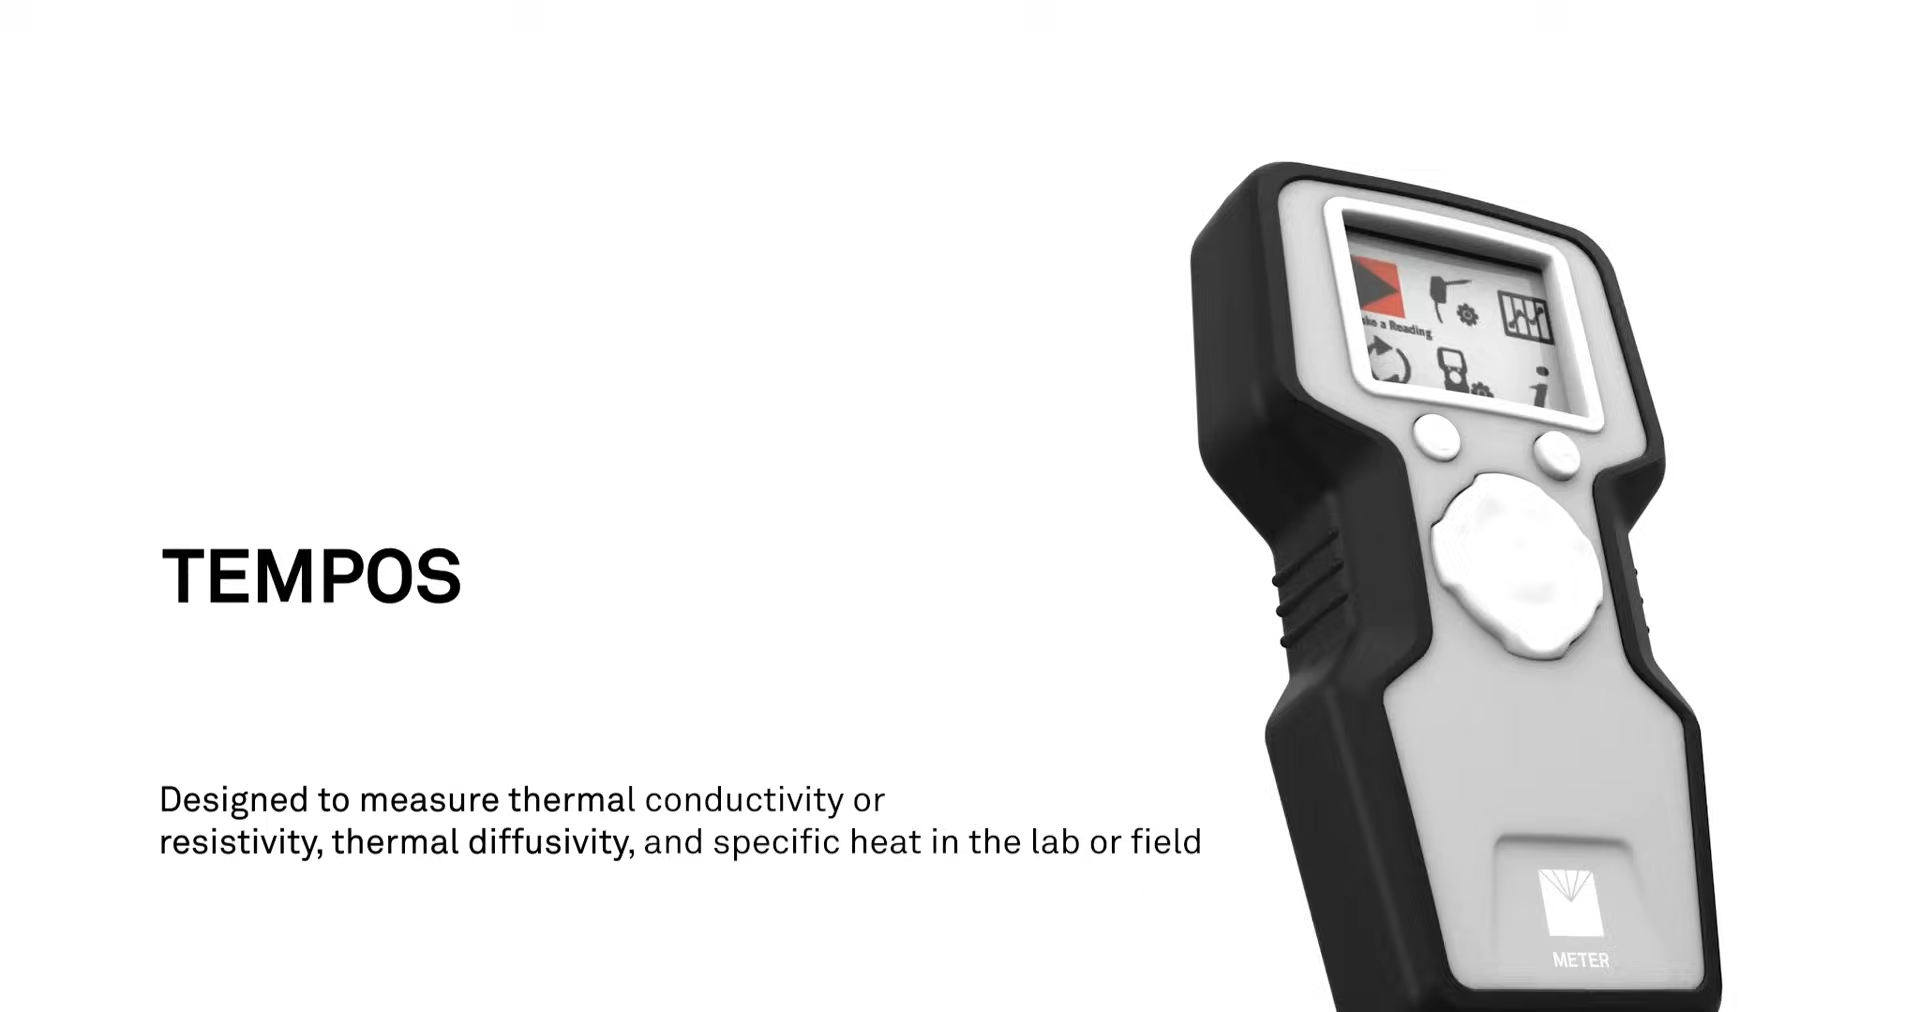 TEMPOS
Designed to measure thermal conductivity or
resistivity, thermal diffusivity, and specific heat in the lab or field
a Reading
METER